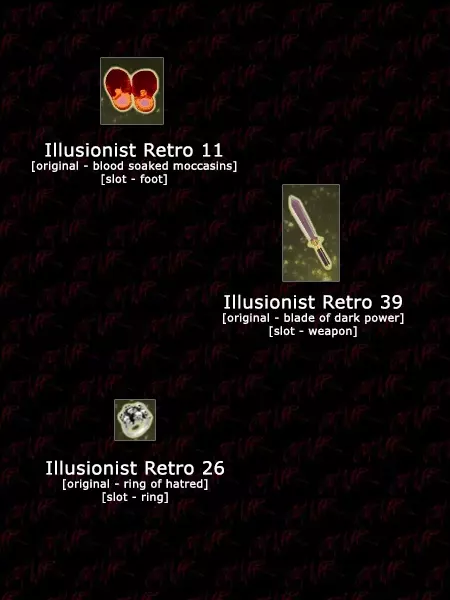 Illusionist Retro 11
[original - blood soaked moccasins]
[slot - foot]
Illusionist Retro 39
[original - blade of dark power]
[slot - weapon]
Illusionist Retro 26
[original - ring of hatred]
[slot - ring]